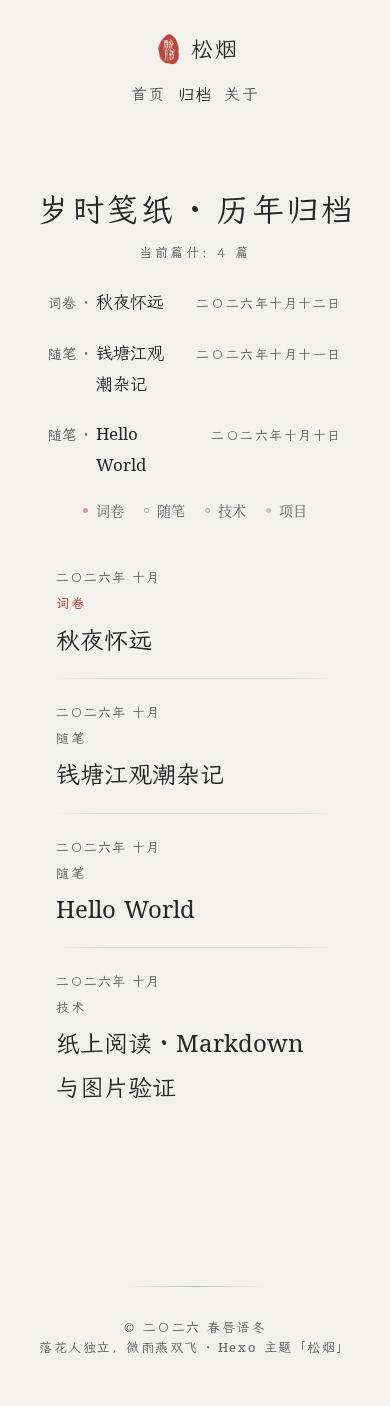 松烟
首页 归档 关于
岁时笺纸 · 历年归档
当前篇什: 4 篇
词卷 · 秋夜怀远 二〇二六年十月十二日
随笔 · 钱塘江观 二〇二六年十月十一日
潮杂记
随笔 · Hello 二〇二六年十月十日
World
词卷 随笔 技术 项目
二〇二六年 十月
词卷
秋夜怀远
二〇二六年 十月
随笔
钱塘江观潮杂记
二〇二六年 十月
随笔
Hello World
二〇二六年 十月
技术
纸上阅读 · Markdown
与图片验证
© 二〇二六 春唇语冬
落花人独立, 微雨燕双飞 · Hexo 主题「松烟」